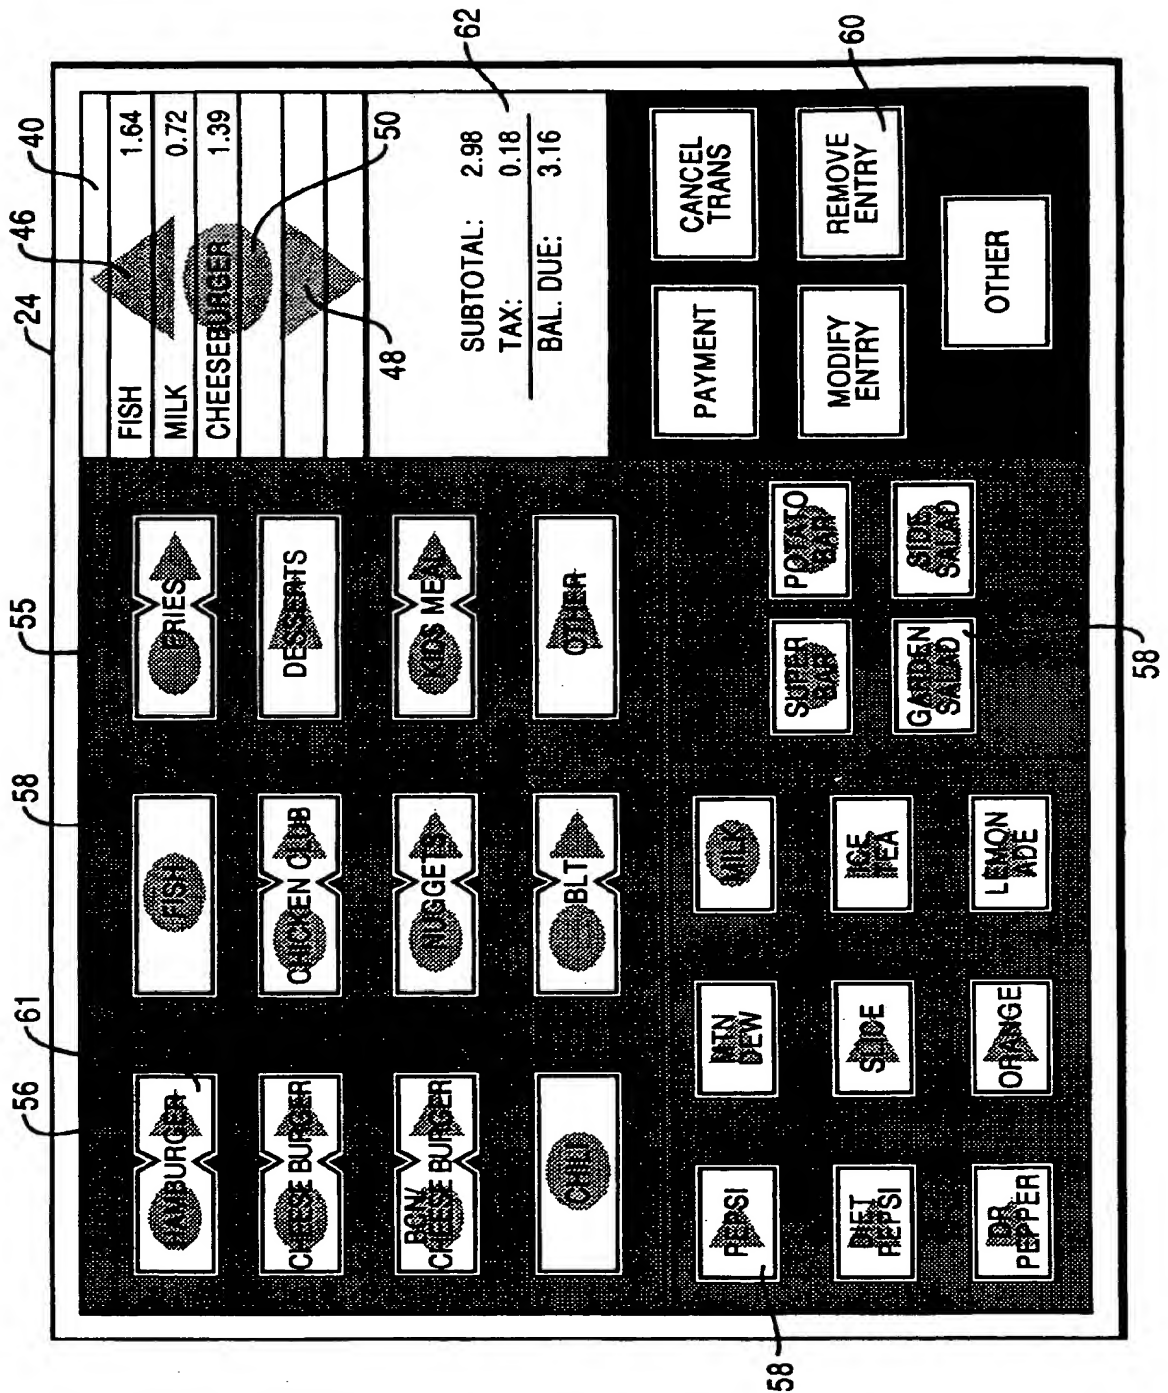 56
61
58
55
24
40
46
HAMBURGER
FISH
FRIES
FISH 1.64
MILK 0.72
CHEESEBURGER 1.39
CHEESE BURGER
CHICKEN CLUB
DESSERTS
50
48
BCN/
CHEESE BURGER
NUGGETS
KIDS MEAL
62
SUBTOTAL: 2.98
TAX: 0.18
BAL. DUE: 3.16
CHILI
BLT
OTHER
PEPSI
MTN
DEW
MILK
SUPER
BAR
POTATO
BAR
PAYMENT
CANCEL
TRANS
DIET
PEPSI
SLICE
ICE
TEA
GARDEN
SALAD
SIDE
SALAD
MODIFY
ENTRY
REMOVE
ENTRY
60
DR
PEPPER
ORANGE
LEMON
ADE
OTHER
58
58